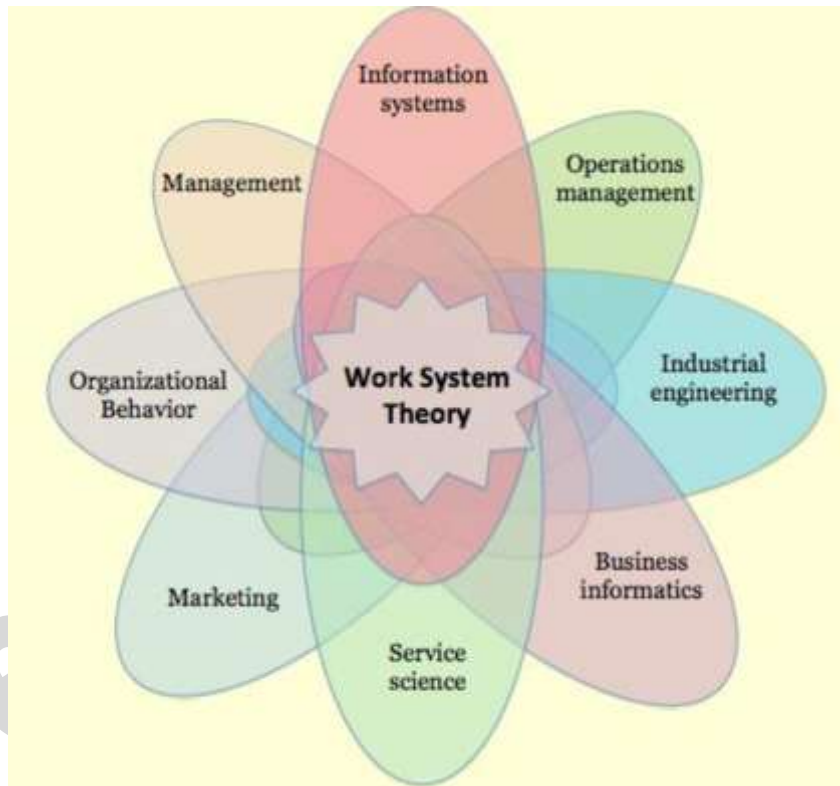 Information
systems
Operations
management
Management
Industrial
engineering
Organizational
Behavior
Work System
Theory
Business
informatics
Marketing
Service
science